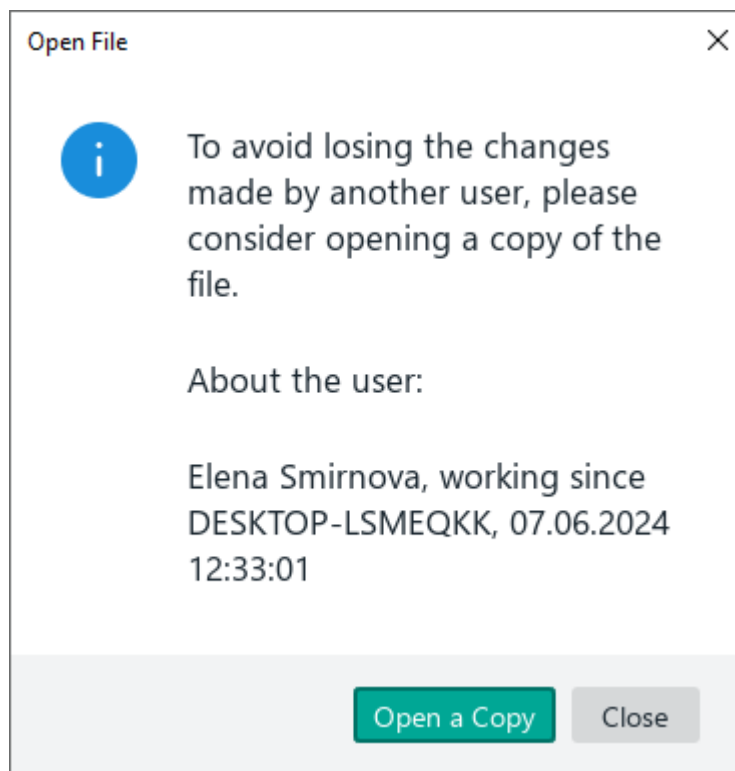 Open File
To avoid losing the changes
made by another user, please
consider opening a copy of the
file.
About the user:
Elena Smirnova, working since
DESKTOP-LSMEQKK, 07.06.2024
12:33:01
Open a Copy
Close